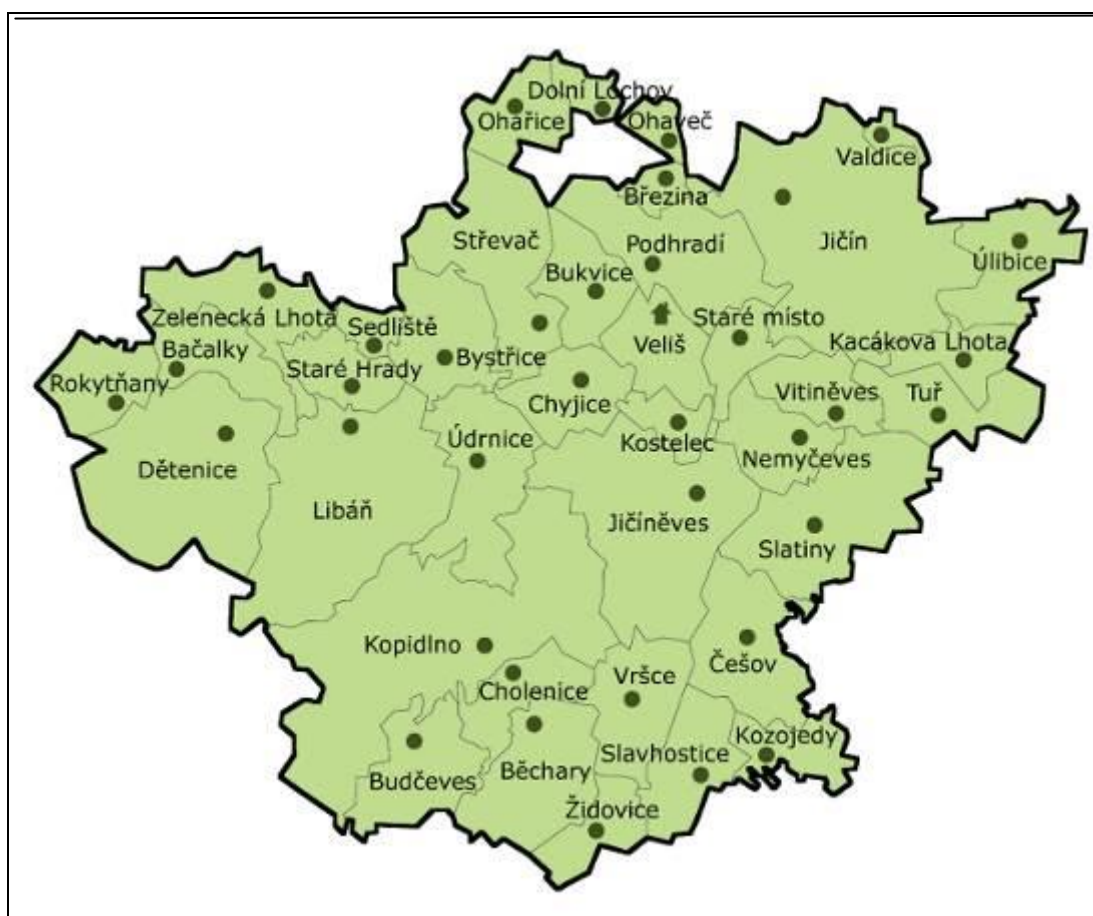 Dolní Lochov
Ohařice
Ohaveč
Valdice
Březina
Střevač
Podhradí
Jičín
Úlibice
Bukvice
Zelenecká Lhota
Sedliště
Staré místo
Veliš
Kacákova Lhota
Bačalky
Bystřice
Rokytňany
Staré Hrady
Vitiněves
Tuř
Chyjice
Údrnice
Kostelec
Nemyčeves
Dětenice
Libáň
Jičíněves
Slatiny
Kopidlno
Češov
Vršce
Cholenice
Kozojedy
Slavhostice
Budčeves
Běchary
Židovice